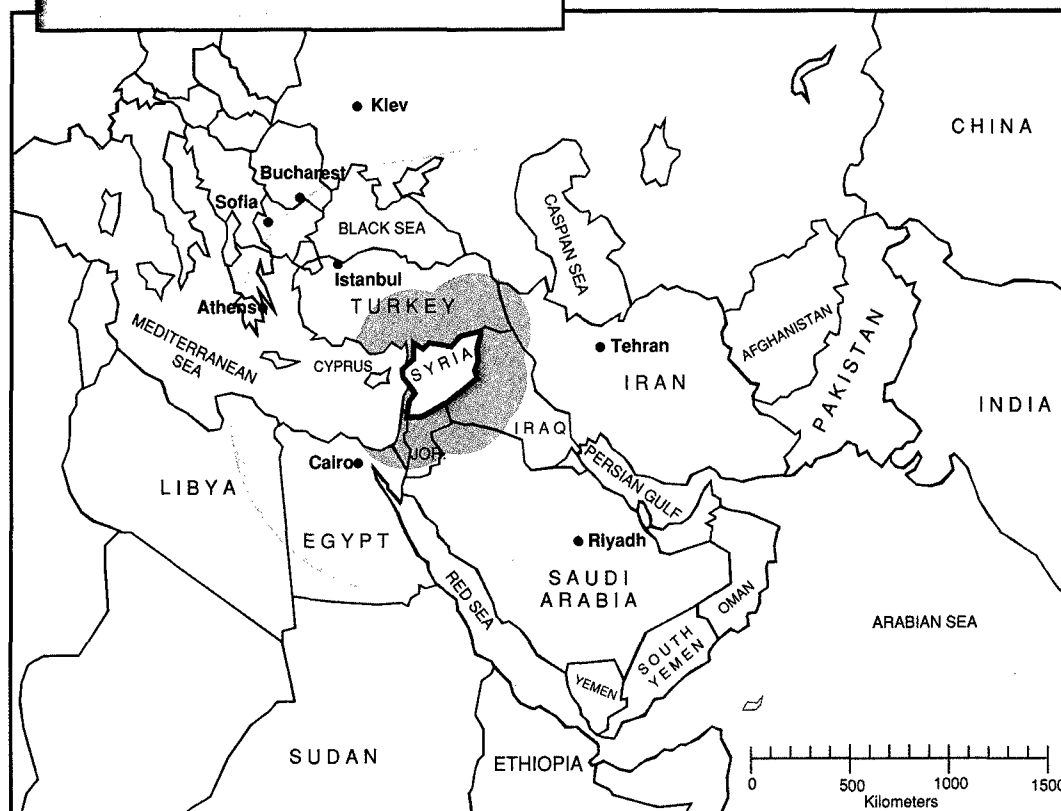 Klev
CHINA
Bucharest
Sofia
BLACK SEA
CASPIAN SEA
Istanbul
TURKEY
Athens
MEDITERRANEAN
SEA
CYPRUS
SYRIA
Tehran
IRAN
AFGHANISTAN
PAKISTAN
INDIA
IRAQ
JOR.
Cairo
LIBYA
EGYPT
PERSIAN GULF
Riyadh
SAUDI
ARABIA
RED SEA
OMAN
SOUTH
YEMEN
YEMEN
ARABIAN SEA
SUDAN
ETHIOPIA
0 500 1000 1500
Kilometers